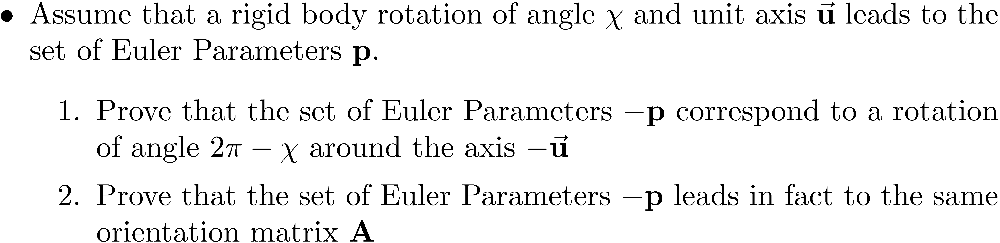 • Assume that a rigid body rotation of angle χ and unit axis $\vec{\mathbf{u}}$ leads to the
set of Euler Parameters $\mathbf{p}$.
1. Prove that the set of Euler Parameters $-\mathbf{p}$ correspond to a rotation
of angle $2\pi - \chi$ around the axis $-\vec{\mathbf{u}}$
2. Prove that the set of Euler Parameters $-\mathbf{p}$ leads in fact to the same
orientation matrix $\mathbf{A}$